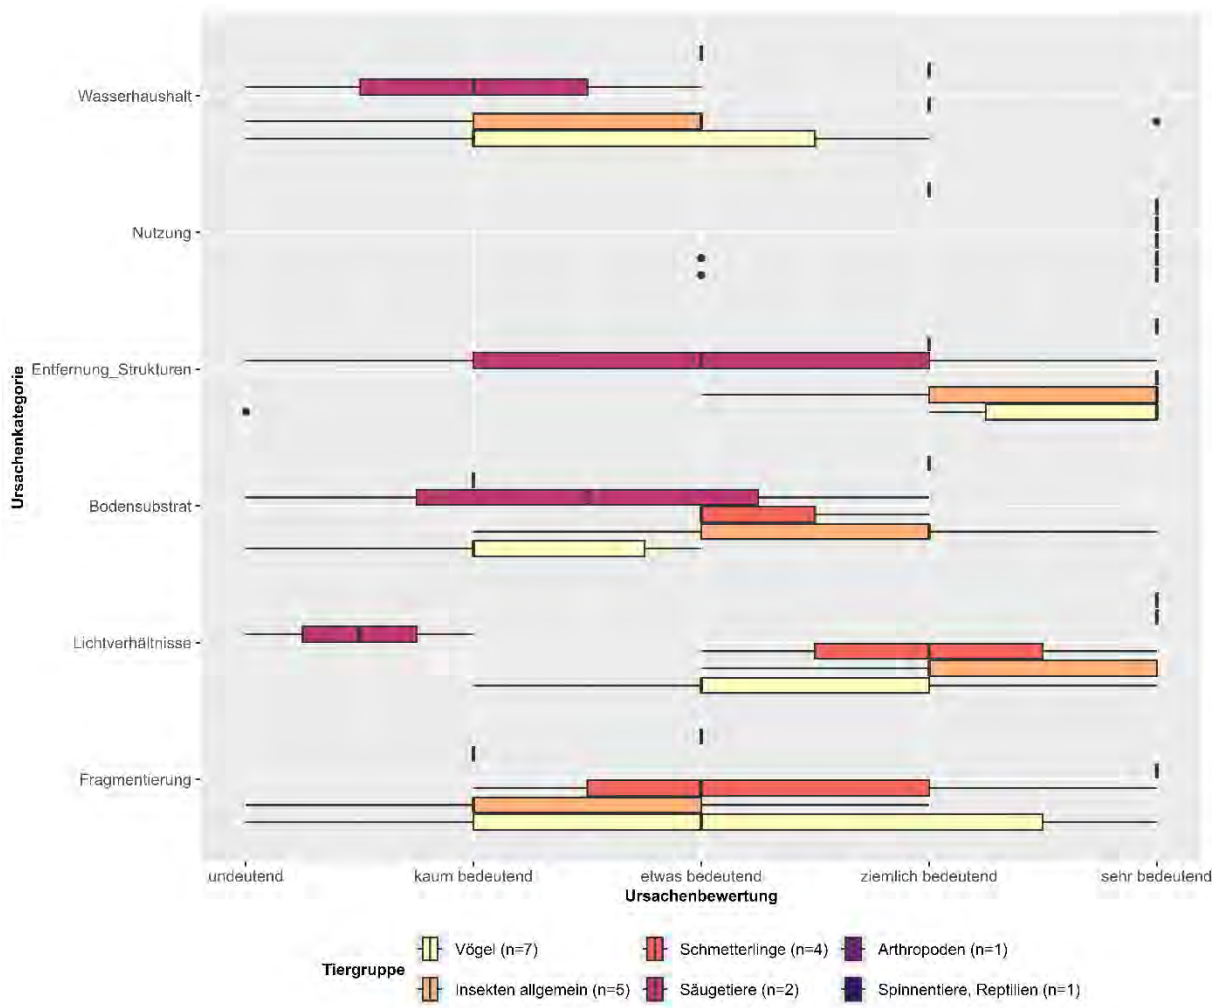 Wasserhaushalt
Nutzung
Entfernung_Strukturen
Bodensubstrat
Lichtverhältnisse
Fragmentierung
Ursachenkategorie
undeutend
kaum bedeutend
etwas bedeutend
ziemlich bedeutend
sehr bedeutend
Ursachenbewertung
Tiergruppe
Vögel (n=7)
Schmetterlinge (n=4)
Arthropoden (n=1)
Insekten allgemein (n=5)
Säugetiere (n=2)
Spinnentiere, Reptilien (n=1)